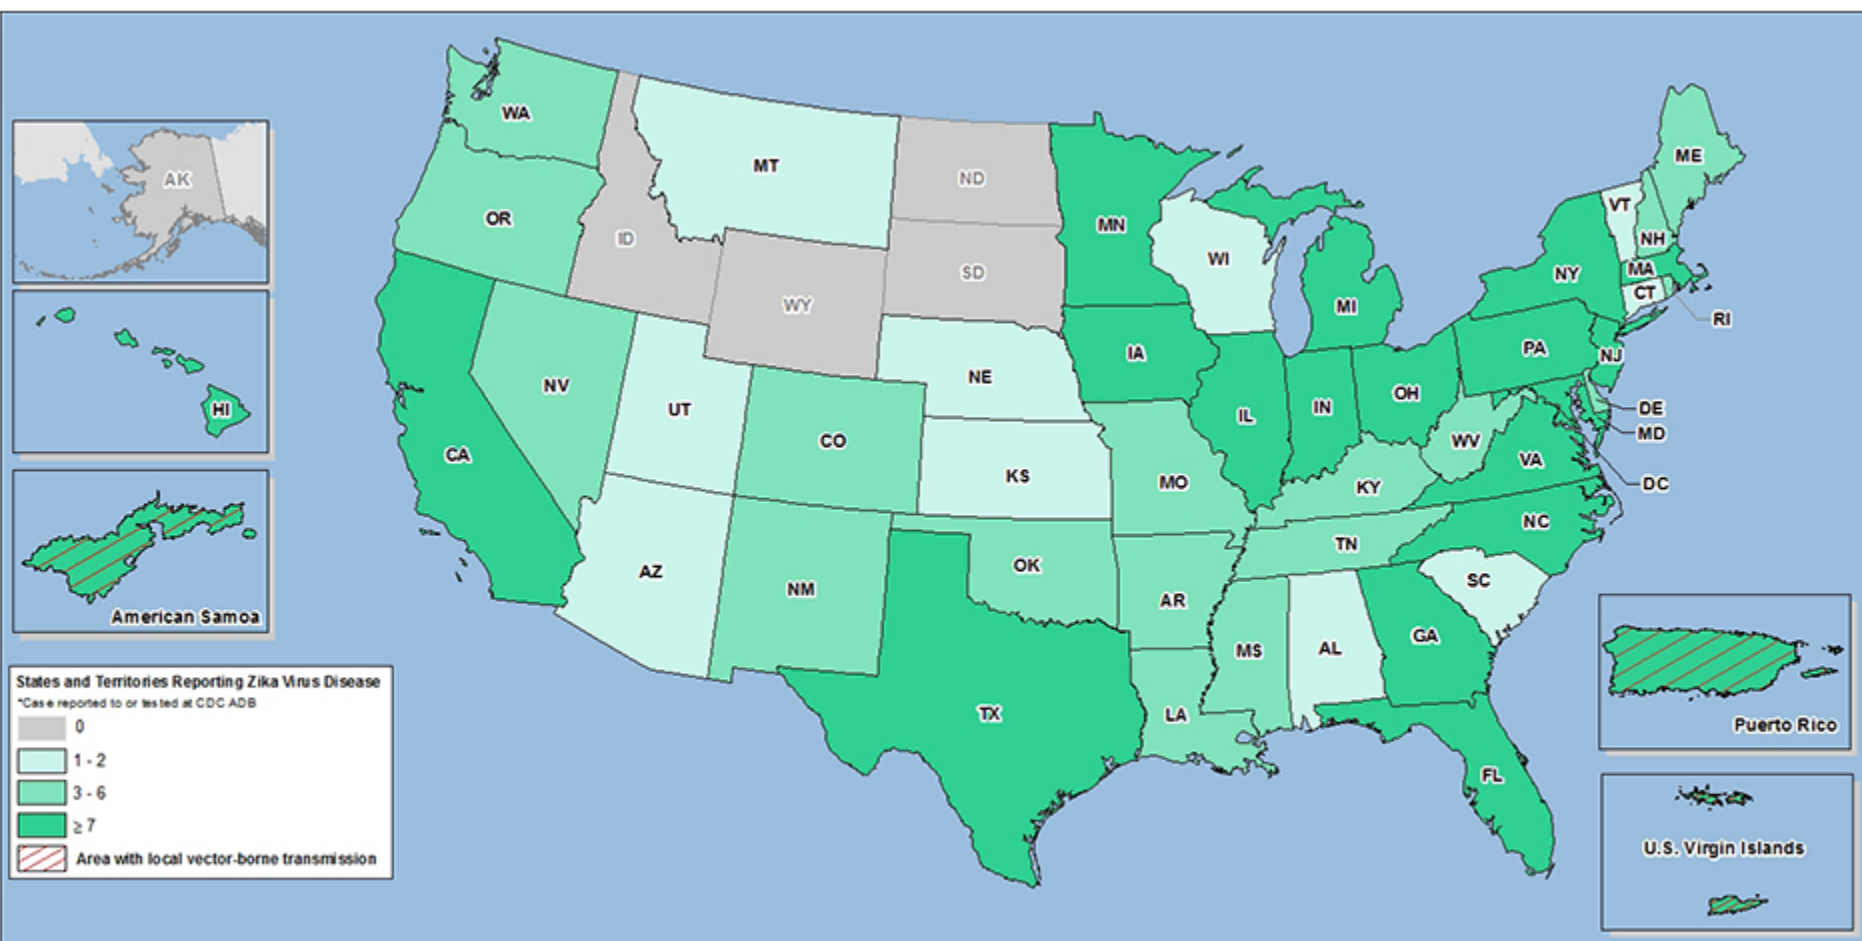 WA
MT
ND
ME
AK
VT
OR
MN
NH
ID
WI
SD
NY
MA
WY
CT
MI
RI
IA
PA
NJ
NE
NV
UT
OH
IN
DE
HI
IL
MD
CO
WV
CA
VA
KS
MO
KY
DC
NC
TN
OK
AZ
SC
NM
AR
American Samoa
GA
MS
AL
States and Territories Reporting Zika Virus Disease
*Case reported to or tested at CDC ADB
0
1 - 2
3 - 6
≥ 7
Area with local vector-borne transmission
TX
LA
Puerto Rico
FL
U.S. Virgin Islands